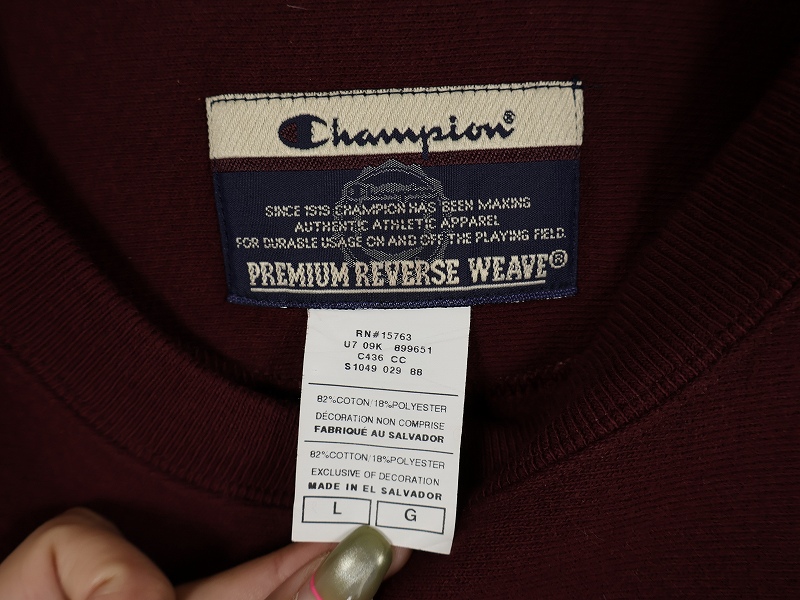 Champion®
SINCE 1919 CHAMPION HAS BEEN MAKING
AUTHENTIC ATHLETIC APPAREL
FOR DURABLE USAGE ON AND OFF THE PLAYING FIELD.
PREMIUM REVERSE WEAVE®
RN#15763
U7 09K 899651
C436 CC
S1049 029 88
82%COTON/18%POLYESTER
DÉCORATION NON COMPRISE
FABRIQUÉ AU SALVADOR
82%COTTON/18%POLYESTER
EXCLUSIVE OF DECORATION
MADE IN EL SALVADOR
L G